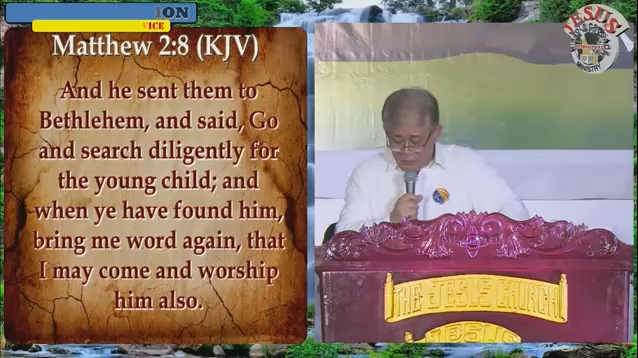 ION
VICE
Matthew 2:8 (KJV)
And he sent them to
Bethlehem, and said, Go
and search diligently for
the young child; and
when ye have found him,
bring me word again, that
I may come and worship
him also.
JESUS!
MINISTRY
THE JESUS CHURCH
JESUS